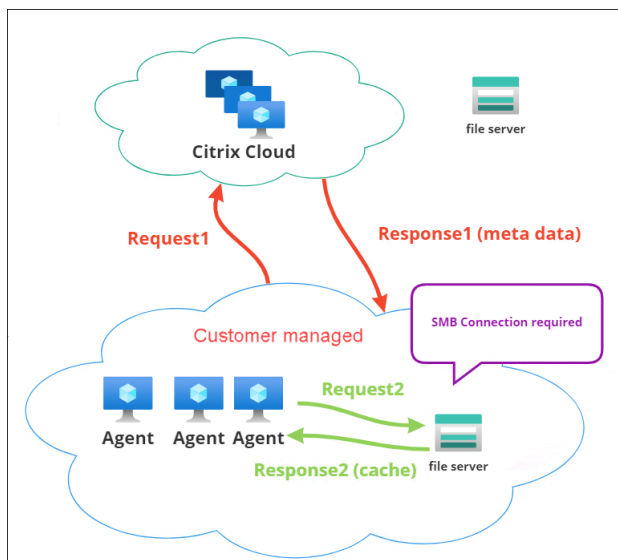 Citrix Cloud
file server
Request1
Response1 (meta data)
SMB Connection required
Customer managed
Request2
Agent
Agent
Agent
Response2 (cache)
file server